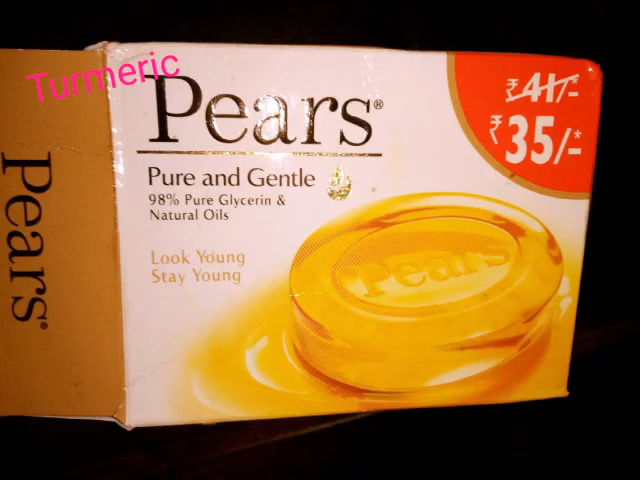 Turmeric
Pears®
Pure and Gentle
98% Pure Glycerin &
Natural Oils
Look Young
Stay Young
₹41/-*
₹35/-*
Pears
Pears®